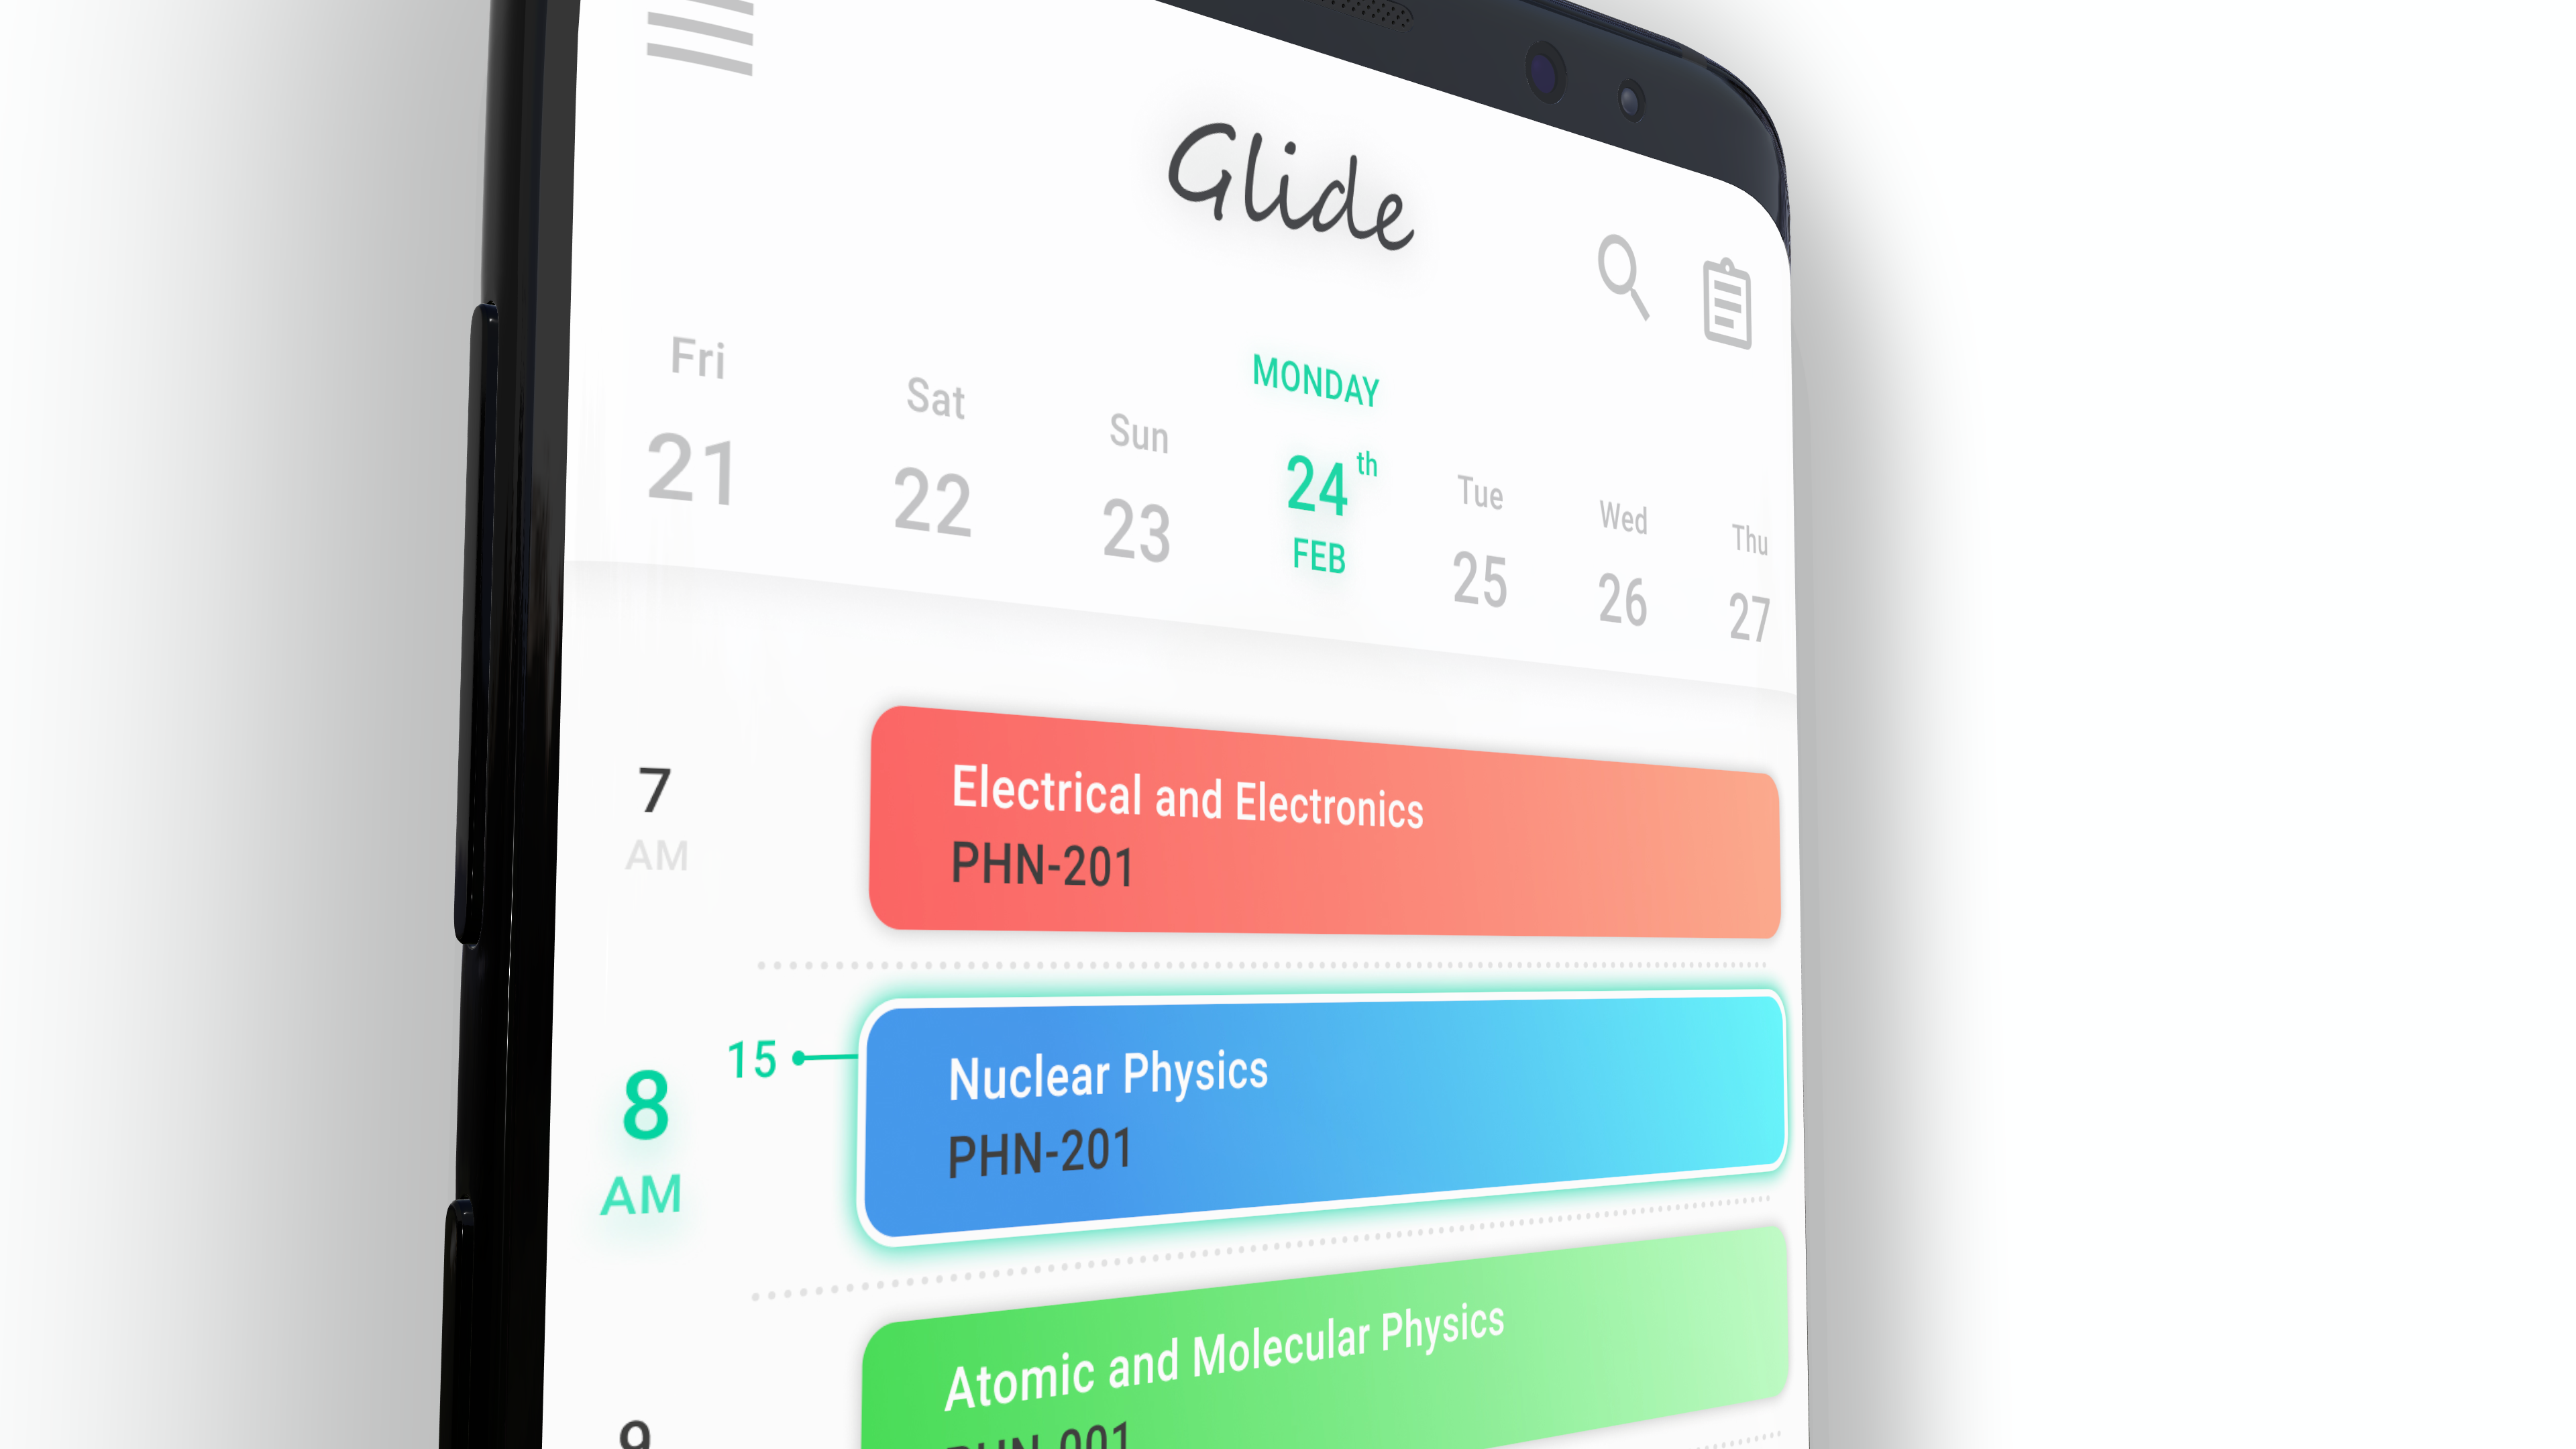 Glide
Fri Sat Sun MONDAY Tue Wed Thu
21 22 23 24th 25 26 27
FEB
7
AM
Electrical and Electronics
PHN-201
15
8
AM
Nuclear Physics
PHN-201
9
Atomic and Molecular Physics